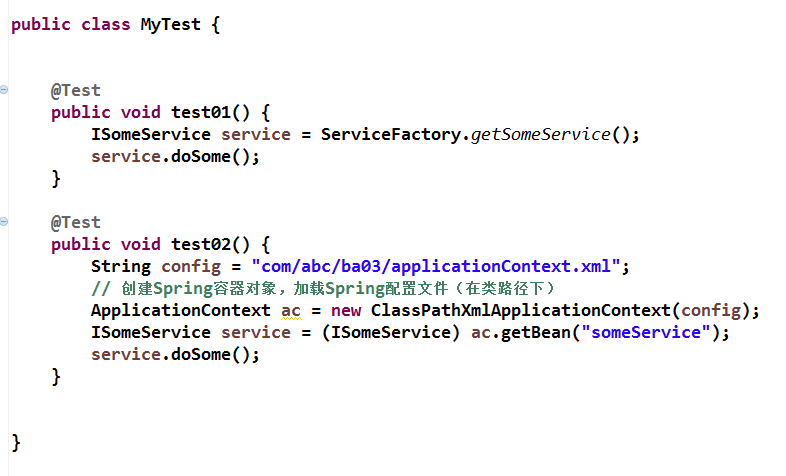 public class MyTest {
@Test
public void test01() {
ISomeService service = ServiceFactory.getSomeService();
service.doSome();
}
@Test
public void test02() {
String config = "com/abc/ba03/applicationContext.xml";
// 创建Spring容器对象，加载Spring配置文件（在类路径下）
ApplicationContext ac = new ClassPathXmlApplicationContext(config);
ISomeService service = (ISomeService) ac.getBean("someService");
service.doSome();
}
}